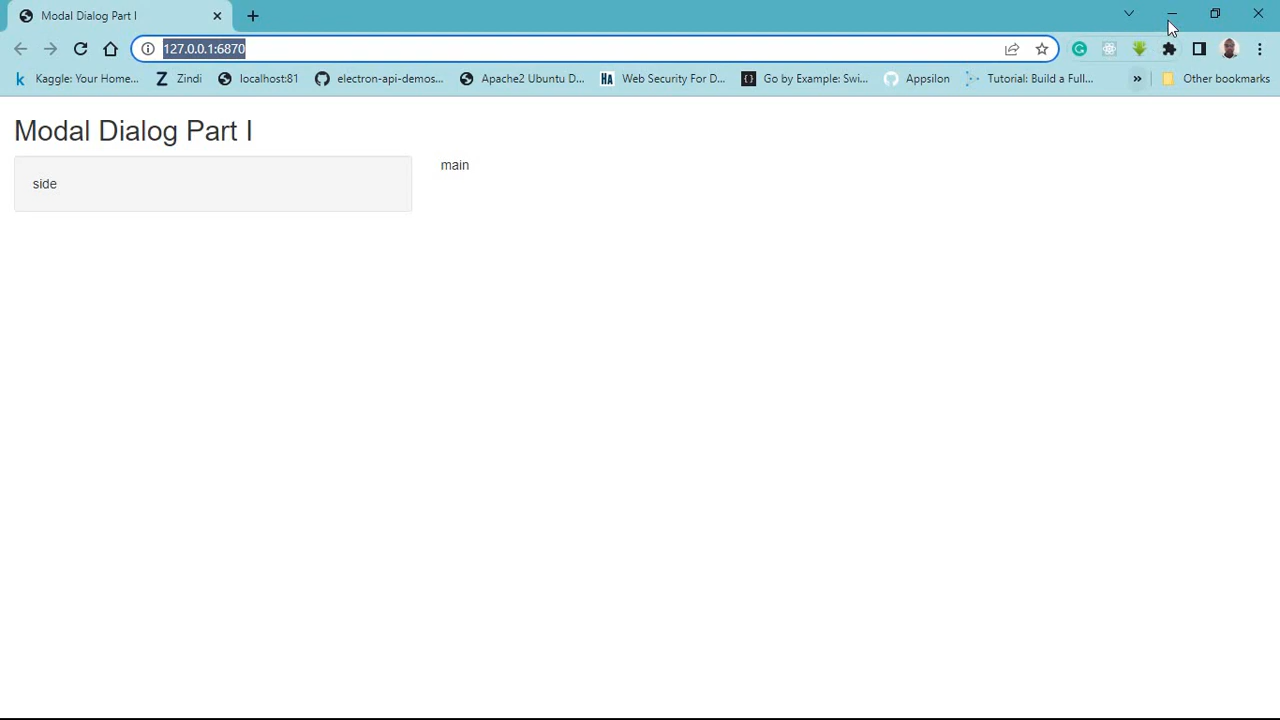 Modal Dialog Part I
127.0.0.1:6870
Kaggle: Your Home... Zindi localhost:81 electron-api-demos... Apache2 Ubuntu D... HA Web Security For D... Go by Example: Swi... Appsilon Tutorial: Build a Full... » Other bookmarks
Modal Dialog Part I
side
main